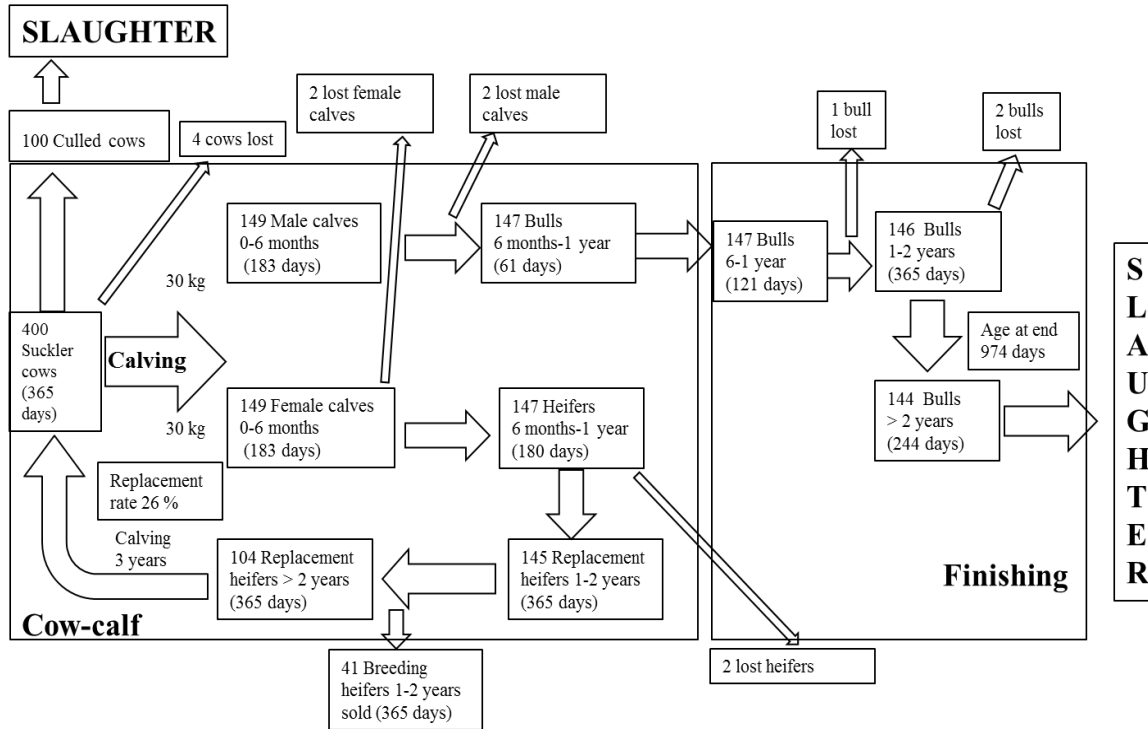 SLAUGHTER
100 Culled cows
4 cows lost
2 lost female
calves
2 lost male
calves
1 bull
lost
2 bulls
lost
149 Male calves
0-6 months
(183 days)
30 kg
147 Bulls
6 months-1 year
(61 days)
147 Bulls
6-1 year
(121 days)
146 Bulls
1-2 years
(365 days)
400
Suckler
cows
(365
days)
Calving
Age at end
974 days
149 Female calves
0-6 months
(183 days)
30 kg
147 Heifers
6 months-1 year
(180 days)
144 Bulls
> 2 years
(244 days)
SLAUGHTER
Replacement
rate 26 %
Calving
3 years
104 Replacement
heifers > 2 years
(365 days)
145 Replacement
heifers 1-2 years
(365 days)
Finishing
Cow-calf
41 Breeding
heifers 1-2 years
sold (365 days)
2 lost heifers